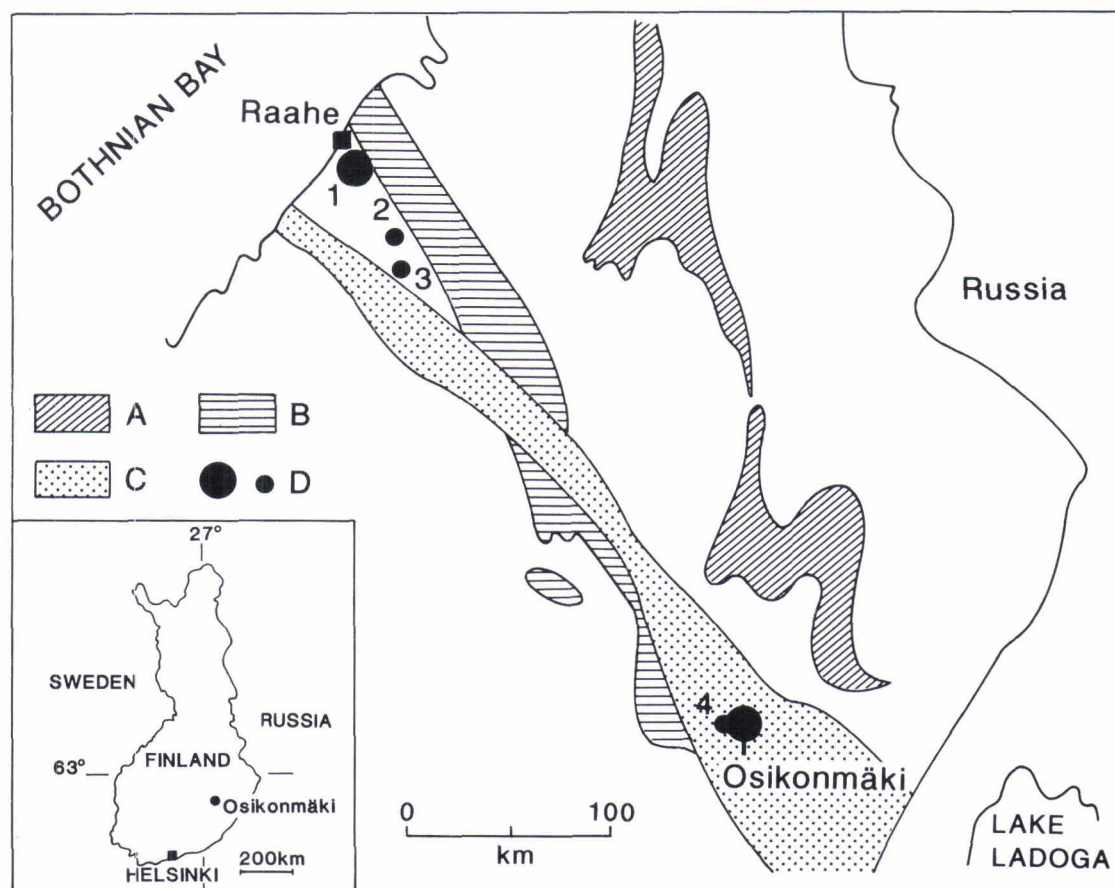 BOTHNIAN BAY
Raahe
1
2
3
Russia
A
B
C
D
27°
SWEDEN
RUSSIA
FINLAND
63°
Osikonmäki
HELSINKI
200km
4
Osikonmäki
0 100
km
LAKE
LADOGA